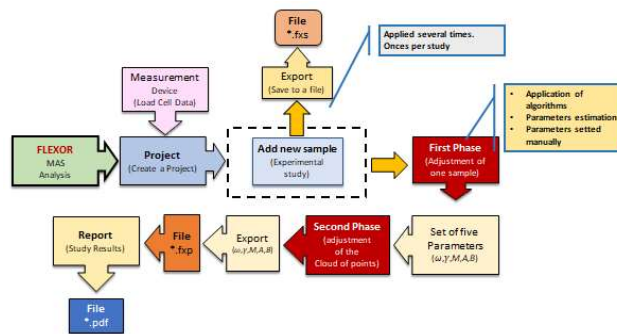 File
*.fxs
Applied several times.
Onces per study
Measurement
Device
(Load Cell Data)
Export
(Save to a file)
• Application of
algorithms
• Parameters estimation
• Parameters setted
manually
FLEXOR
MAS
Analysis
Project
(Create a Project)
Add new sample
(Experimental
study)
First Phase
(Adjustment of
one sample)
Report
(Study Results)
File
*.fxp
Export
(ω,γ,M,A,B)
Second Phase
(adjustment
of the
Cloud of points)
Set of five
Parameters
(ω,γ,M,A,B)
File
*.pdf